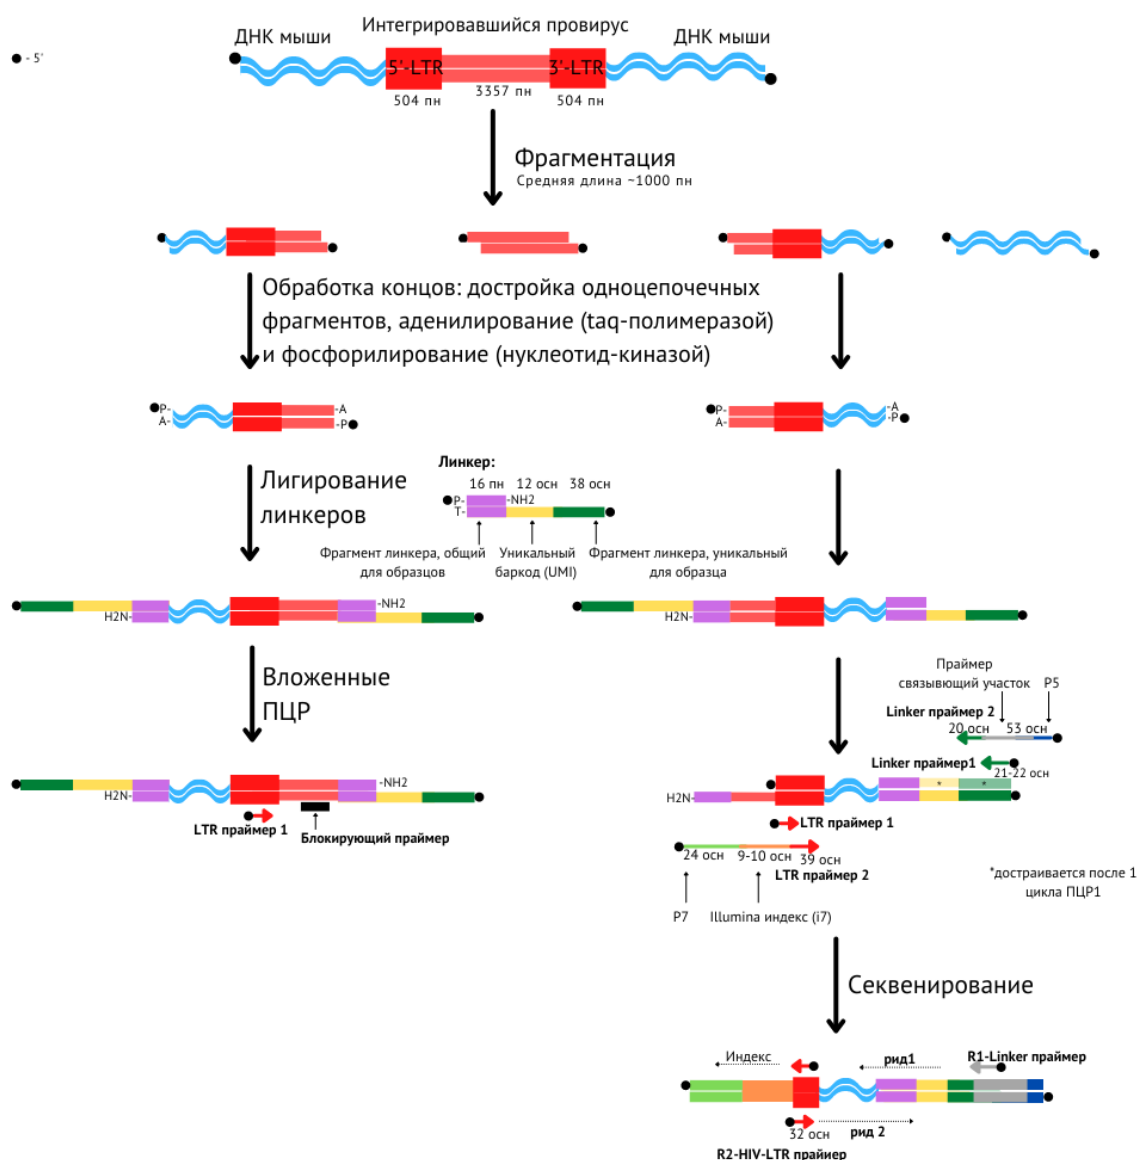 Интегрировавшийся провирус
ДНК мыши
ДНК мыши
- 5'
5'-LTR
3'-LTR
504 пн
3357 пн
504 пн
Фрагментация
Средняя длина ~1000 пн
Обработка концов: достройка одноцепочечных
фрагментов, аденилирование (taq-полимеразой)
и фосфорилирование (нуклеотид-киназой)
P-
A-
-A
-P
P-
A-
-A
-P
Лигирование
линкеров
Линкер:
16 пн
12 осн
38 осн
P-
T-
-NH2
Фрагмент линкера, общий
для образцов
Уникальный
баркод (UMI)
Фрагмент линкера, уникальный
для образца
H2N-
-NH2
H2N-
Вложенные
ПЦР
Праймер
связывющий участок
P5
Linker праймер 2
20 осн
53 осн
Linker праймер1
21-22 осн
H2N-
-NH2
H2N-
*
*
LTR праймер 1
Блокирующий праймер
LTR праймер 1
24 осн
9-10 осн
39 осн
LTR праймер 2
*достраивается после 1
цикла ПЦР1
P7
Illumina индекс (i7)
Секвенирование
Индекс
рид1
R1-Linker праймер
32 осн
рид 2
R2-HIV-LTR праймер